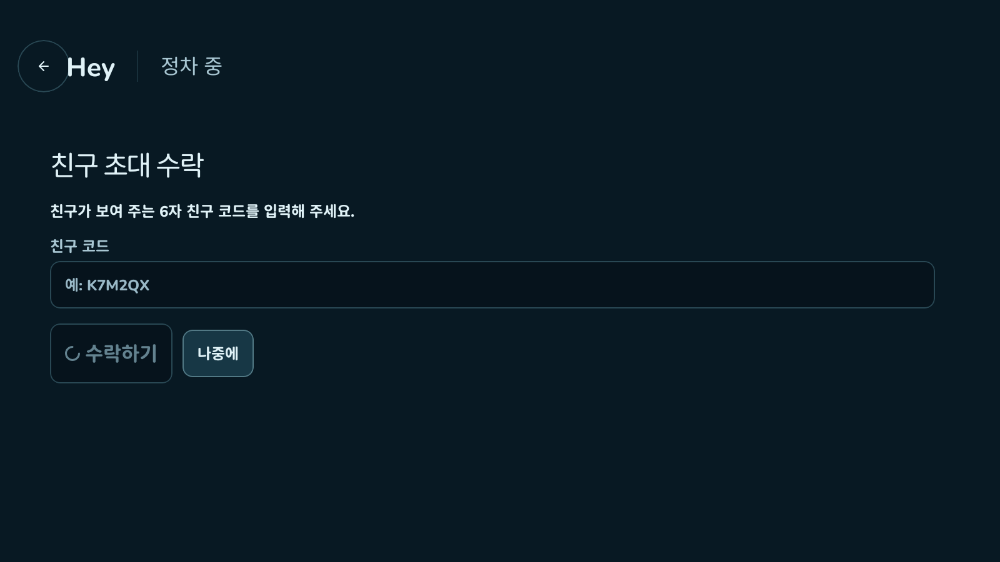 Hey 정차 중
친구 초대 수락
친구가 보여 주는 6자 친구 코드를 입력해 주세요.
친구 코드
예: K7M2QX
수락하기 나중에